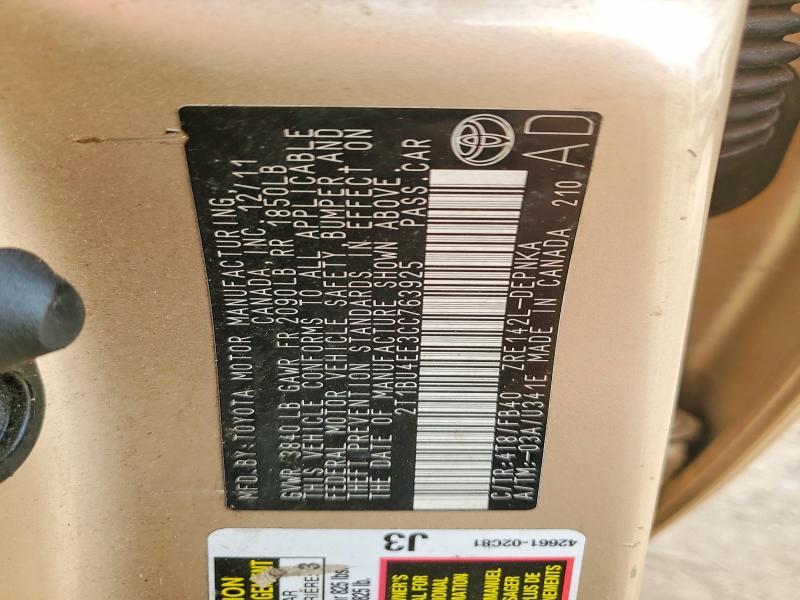 MFD.BY:TOYOTA MOTOR MANUFACTURING,
CANADA, INC. 12/11
GVWR 3840 LB GAWR FR 2090LB,RR 1850LB
THIS VEHICLE CONFORMS TO ALL APPLICABLE
FEDERAL MOTOR VEHICLE SAFETY, BUMPER, AND
THEFT PREVENTION STANDARDS IN EFFECT ON
THE DATE OF MANUFACTURE SHOWN ABOVE.
2T1BU4EE3CC763925 PASS.CAR
C/TR:4T8/FB40 ZRE142L-DEPNKA
A/TM:-03A/U341E MADE IN CANADA 210
AD
J3
42661-02C81